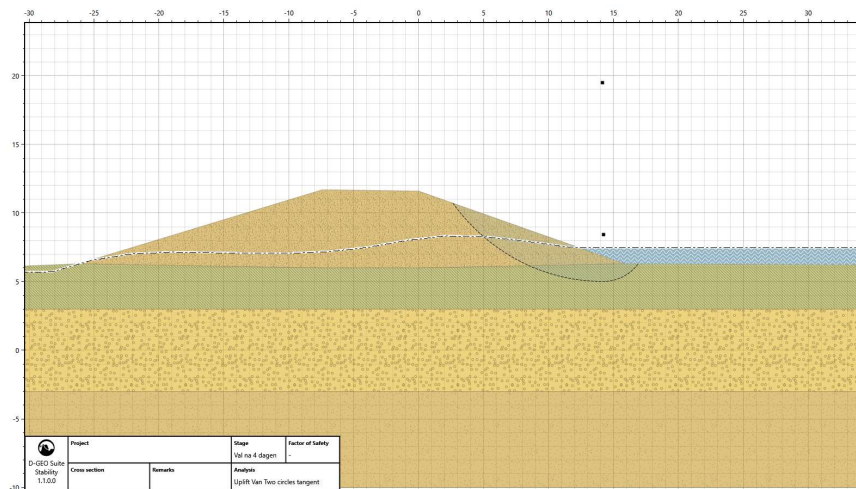 -30 -25 -20 -15 -10 -5 0 5 10 15 20 25 30
20
15
10
5
0
-5
-10
D-GEO Suite
Stability
1.1.0.0
Project
Stage
Factor of Safety
Val na 4 dagen
-
Cross section
Remarks
Analysis
Uplift Van Two circles tangent